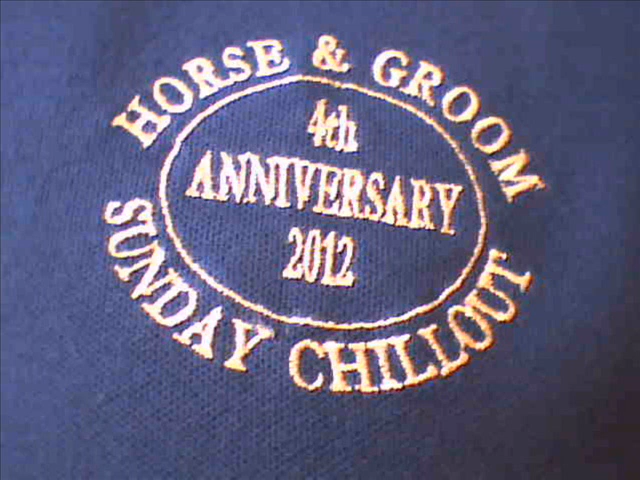 HORSE & GROOM
4th
ANNIVERSARY
2012
SUNDAY CHILLOUT